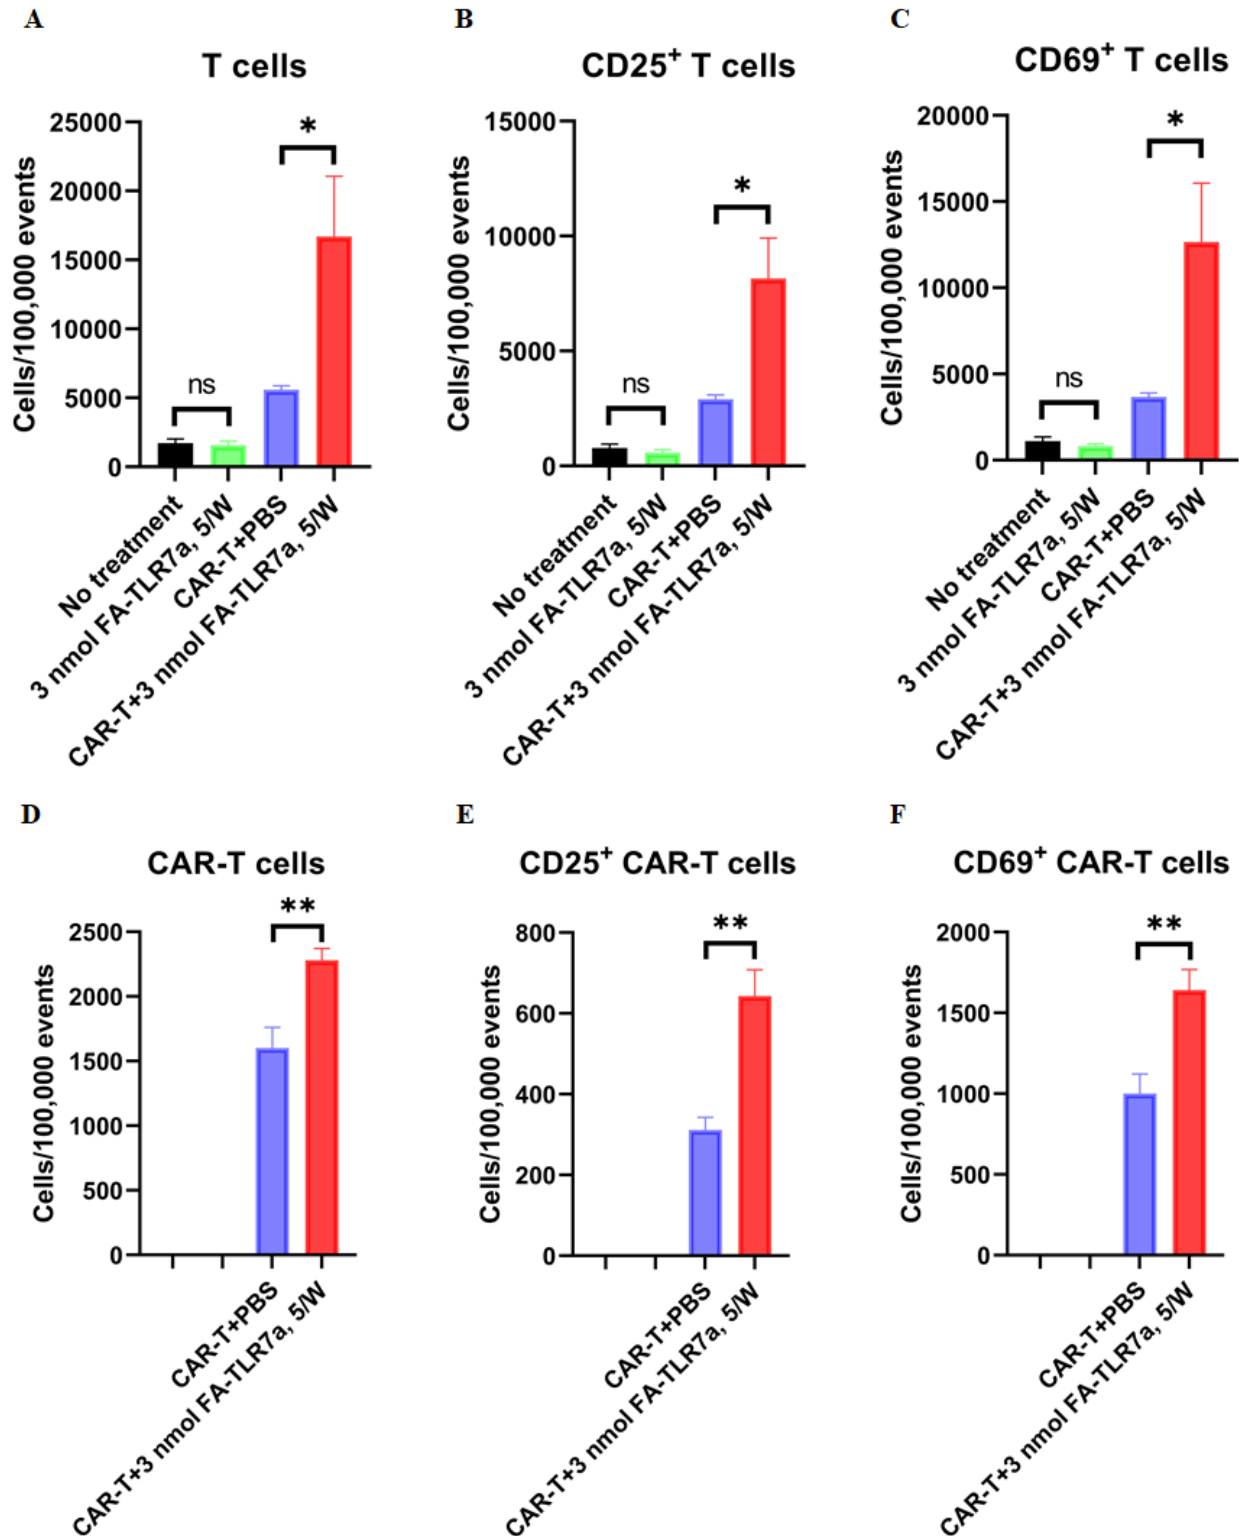 A
T cells
Cells/100,000 events
25000
20000
15000
10000
5000
0
ns
*
No treatment
3 nmol FA-TLR7a, 5/W
CAR-T+PBS
CAR-T+3 nmol FA-TLR7a, 5/W
B
CD25+ T cells
Cells/100,000 events
15000
10000
5000
0
ns
*
No treatment
3 nmol FA-TLR7a, 5/W
CAR-T+PBS
CAR-T+3 nmol FA-TLR7a, 5/W
C
CD69+ T cells
Cells/100,000 events
20000
15000
10000
5000
0
ns
*
No treatment
3 nmol FA-TLR7a, 5/W
CAR-T+PBS
CAR-T+3 nmol FA-TLR7a, 5/W
D
CAR-T cells
Cells/100,000 events
2500
2000
1500
1000
500
0
**
CAR-T+PBS
CAR-T+3 nmol FA-TLR7a, 5/W
E
CD25+ CAR-T cells
Cells/100,000 events
800
600
400
200
0
**
CAR-T+PBS
CAR-T+3 nmol FA-TLR7a, 5/W
F
CD69+ CAR-T cells
Cells/100,000 events
2000
1500
1000
500
0
**
CAR-T+PBS
CAR-T+3 nmol FA-TLR7a, 5/W